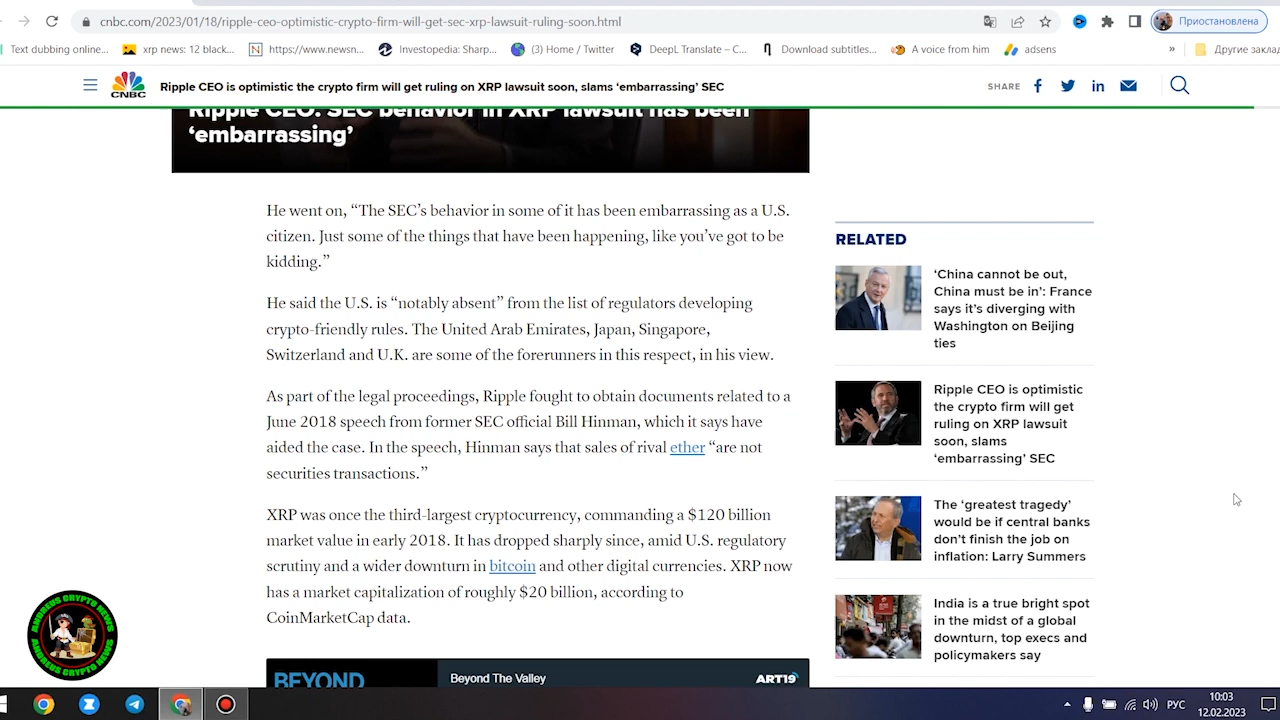 cnbc.com/2023/01/18/ripple-ceo-optimistic-crypto-firm-will-get-sec-xrp-lawsuit-ruling-soon.html
Приостановлена
Text dubbing online...
xrp news: 12 black...
https://www.newsn...
Investopedia: Sharp...
(3) Home / Twitter
DeepL Translate – C...
Download subtitles...
A voice from him
adsens
»
Другие закла
CNBC
Ripple CEO is optimistic the crypto firm will get ruling on XRP lawsuit soon, slams ‘embarrassing’ SEC
SHARE
Ripple CEO: SEC behavior in XRP lawsuit has been
‘embarrassing’
He went on, “The SEC’s behavior in some of it has been embarrassing as a U.S.
citizen. Just some of the things that have been happening, like you’ve got to be
kidding.”
He said the U.S. is “notably absent” from the list of regulators developing
crypto-friendly rules. The United Arab Emirates, Japan, Singapore,
Switzerland and U.K. are some of the forerunners in this respect, in his view.
As part of the legal proceedings, Ripple fought to obtain documents related to a
June 2018 speech from former SEC official Bill Hinman, which it says have
aided the case. In the speech, Hinman says that sales of rival ether “are not
securities transactions.”
XRP was once the third-largest cryptocurrency, commanding a $120 billion
market value in early 2018. It has dropped sharply since, amid U.S. regulatory
scrutiny and a wider downturn in bitcoin and other digital currencies. XRP now
has a market capitalization of roughly $20 billion, according to
CoinMarketCap data.
BEYOND
Beyond The Valley
ART19
RELATED
‘China cannot be out,
China must be in’: France
says it’s diverging with
Washington on Beijing
ties
Ripple CEO is optimistic
the crypto firm will get
ruling on XRP lawsuit
soon, slams
‘embarrassing’ SEC
The ‘greatest tragedy’
would be if central banks
don’t finish the job on
inflation: Larry Summers
India is a true bright spot
in the midst of a global
downturn, top execs and
policymakers say
ANDREUS CRYPTO NEWS
ANDREUS CRYPTO NEWS
РУС
10:03
12.02.2023